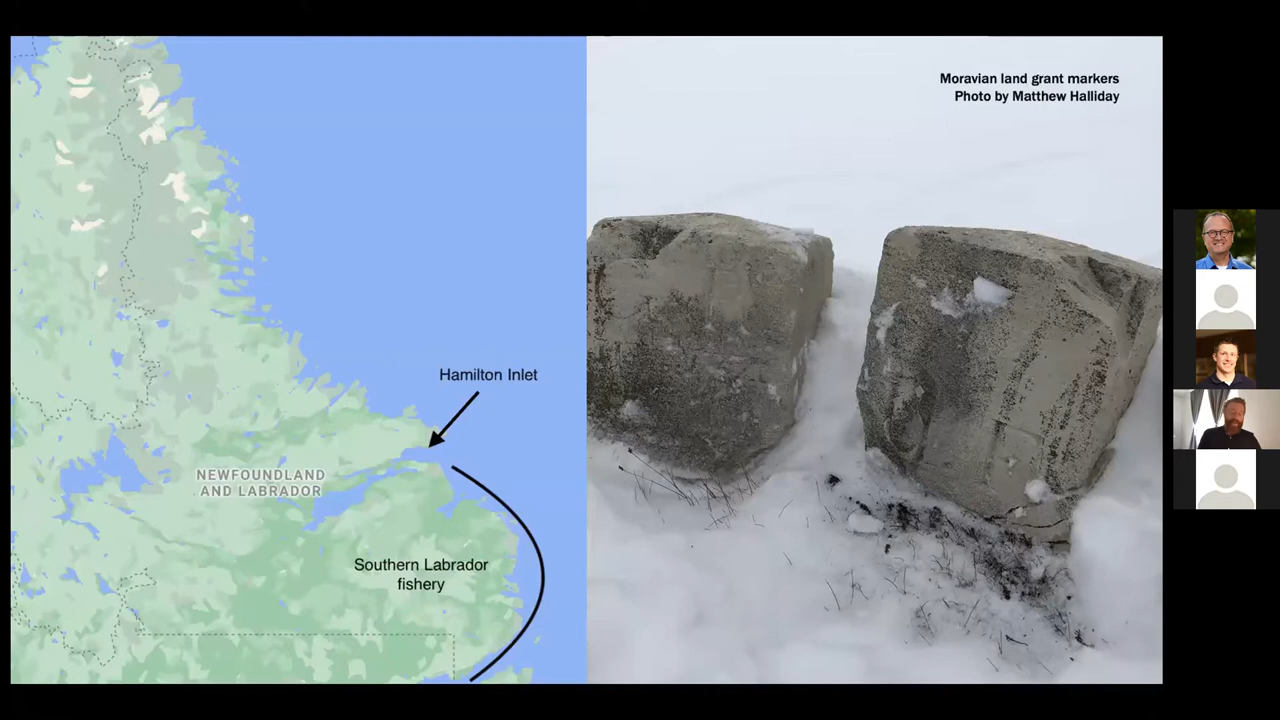 Moravian land grant markers
Photo by Matthew Halliday
Hamilton Inlet
NEWFOUNDLAND
AND LABRADOR
Southern Labrador
fishery